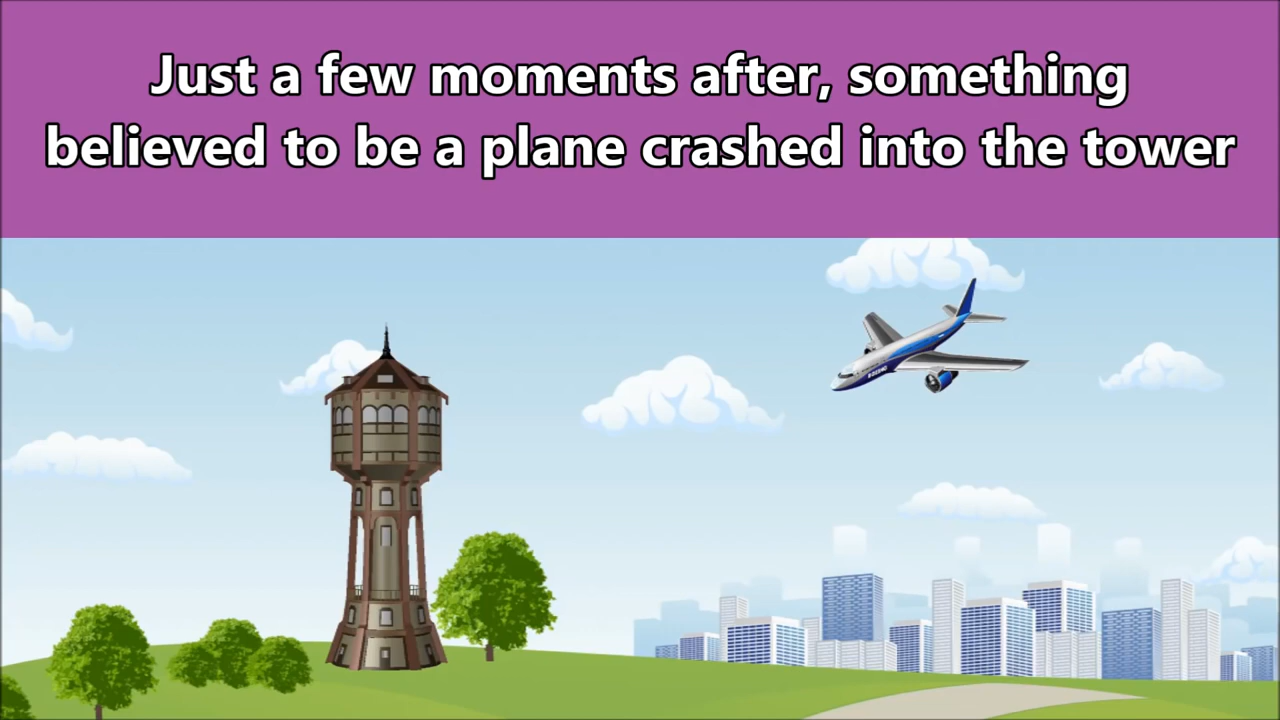 Just a few moments after, something
believed to be a plane crashed into the tower